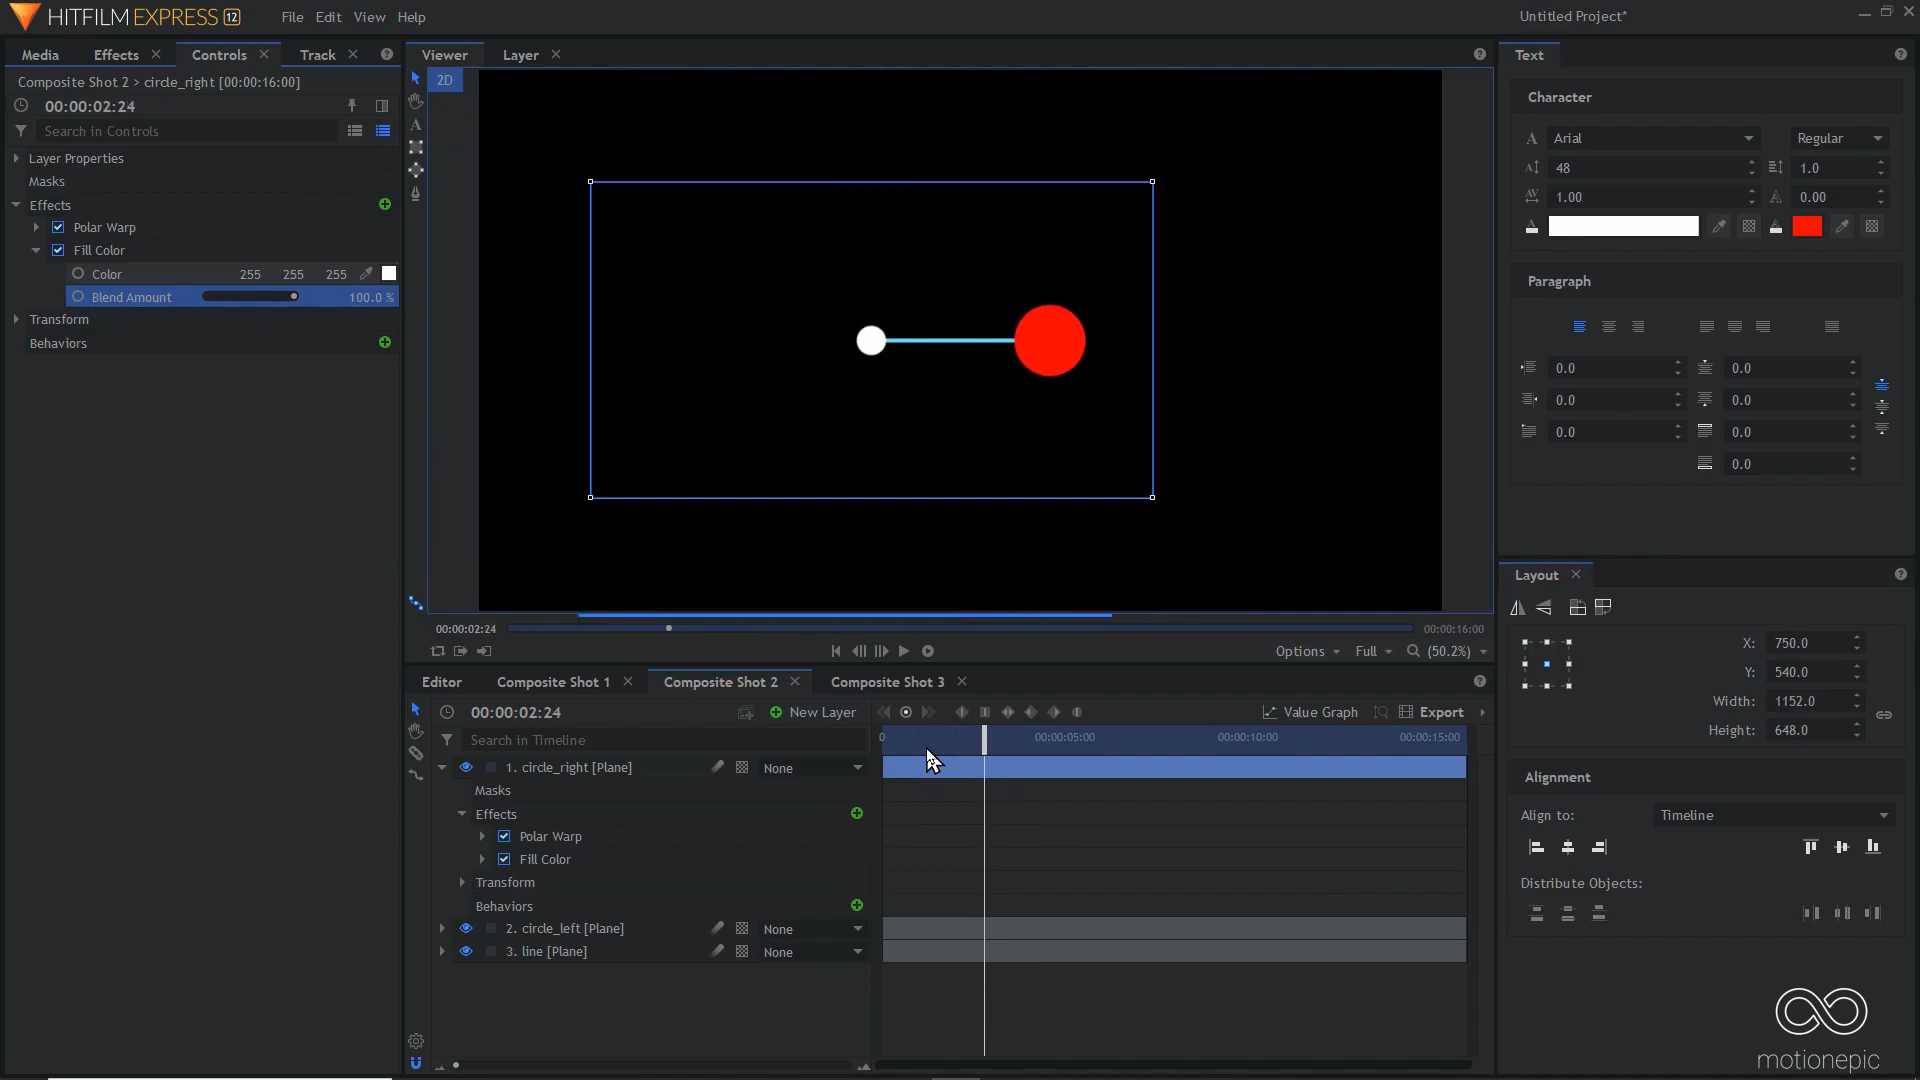 HITFILM EXPRESS 12
File Edit View Help
Untitled Project*
Media Effects Controls Track
Composite Shot 2 > circle_right [00:00:16:00]
00:00:02:24
Search in Controls
Layer Properties
Masks
Effects
Polar Warp
Fill Color
Color 255 255 255
Blend Amount 100.0 %
Transform
Behaviors
Viewer Layer
2D
00:00:02:24 00:00:16:00
Options Full (50.2%)
Editor Composite Shot 1 Composite Shot 2 Composite Shot 3
00:00:02:24 New Layer Value Graph Export
Search in Timeline
0 00:00:05:00 00:00:10:00 00:00:15:00
1. circle_right [Plane] None
Masks
Effects
Polar Warp
Fill Color
Transform
Behaviors
2. circle_left [Plane] None
3. line [Plane] None
Text
Character
Arial Regular
48 1.0
1.00 0.00
Paragraph
0.0 0.0
0.0 0.0
0.0 0.0
0.0
Layout
X: 750.0
Y: 540.0
Width: 1152.0
Height: 648.0
Alignment
Align to: Timeline
Distribute Objects:
motionepic